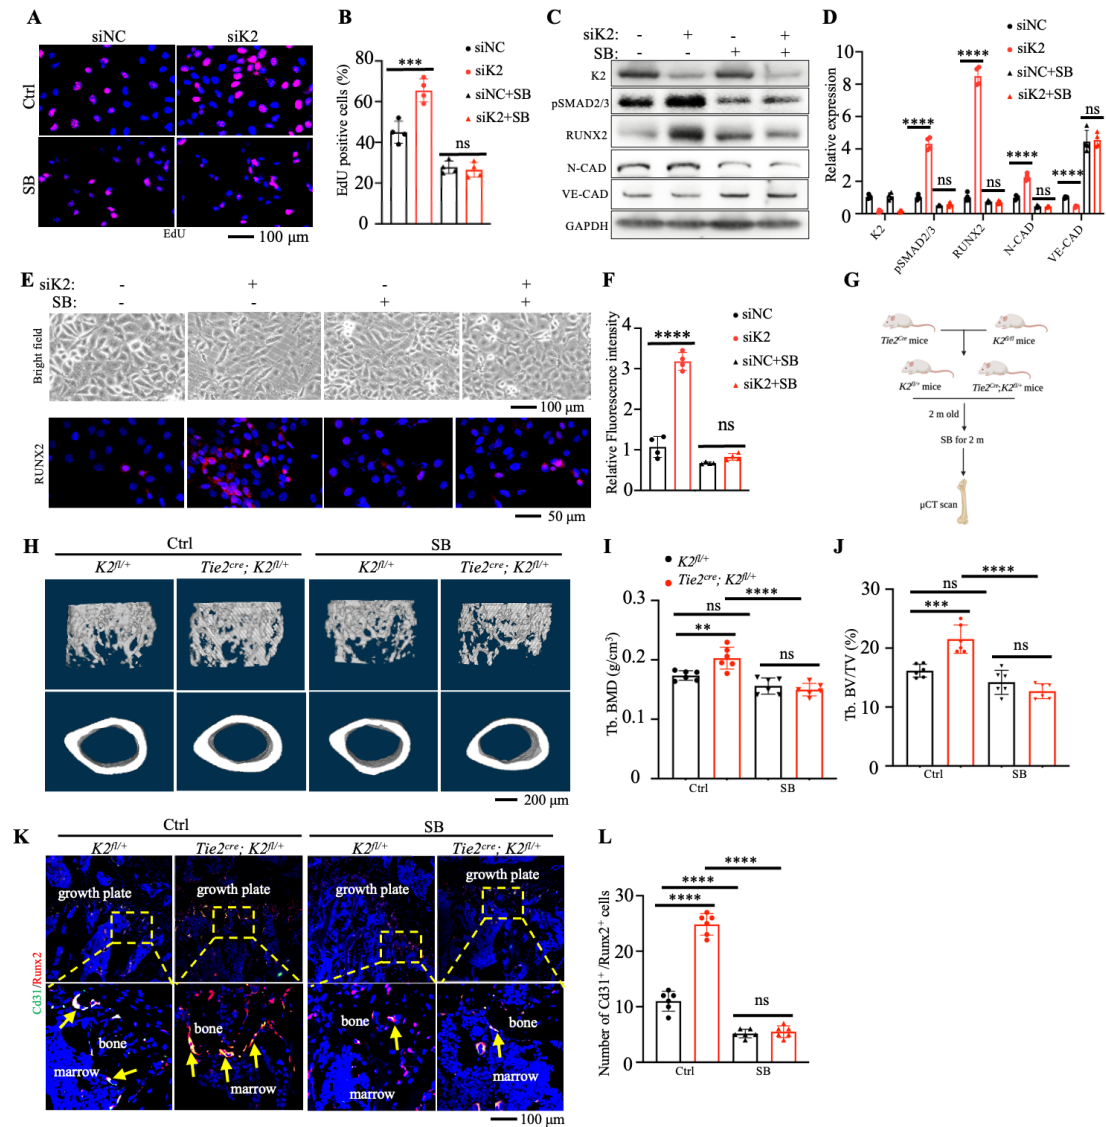 A
siNC siK2
Ctrl
SB
EdU
100 μm
B
EdU positive cells (%)
80
60
40
20
0
***
ns
siNC
siK2
siNC+SB
siK2+SB
C
siK2: - + - +
SB: - - + +
K2
pSMAD2/3
RUNX2
N-CAD
VE-CAD
GAPDH
D
siNC
siK2
siNC+SB
siK2+SB
Relative expression
10
8
6
4
2
0
**** ns
**** ns
**** ns
**** ns
K2 pSMAD2/3 RUNX2 N-CAD VE-CAD
E
siK2: - + - +
SB: - - + +
Bright field
100 μm
RUNX2
50 μm
F
Relative Fluorescence intensity
4
3
2
1
0
****
ns
siNC
siK2
siNC+SB
siK2+SB
G
Tie2Cre mice K2fl/fl mice
K2fl/+ mice Tie2Cre;K2fl/+ mice
2 m old
SB for 2 m
μCT scan
H
Ctrl SB
K2fl/+ Tie2cre; K2fl/+ K2fl/+ Tie2cre; K2fl/+
200 μm
I
K2fl/+
Tie2cre; K2fl/+
Tb. BMD (g/cm3)
0.3
0.2
0.1
0
****
ns
**
ns
Ctrl SB
J
Tb. BV/TV (%)
30
20
10
0
****
ns
***
ns
Ctrl SB
K
Ctrl SB
K2fl/+ Tie2cre; K2fl/+ K2fl/+ Tie2cre; K2fl/+
Cd31/Runx2
growth plate growth plate growth plate growth plate
bone bone bone bone
marrow marrow marrow marrow
100 μm
L
Number of Cd31+ /Runx2+ cells
30
20
10
0
****
****
****
ns
Ctrl SB